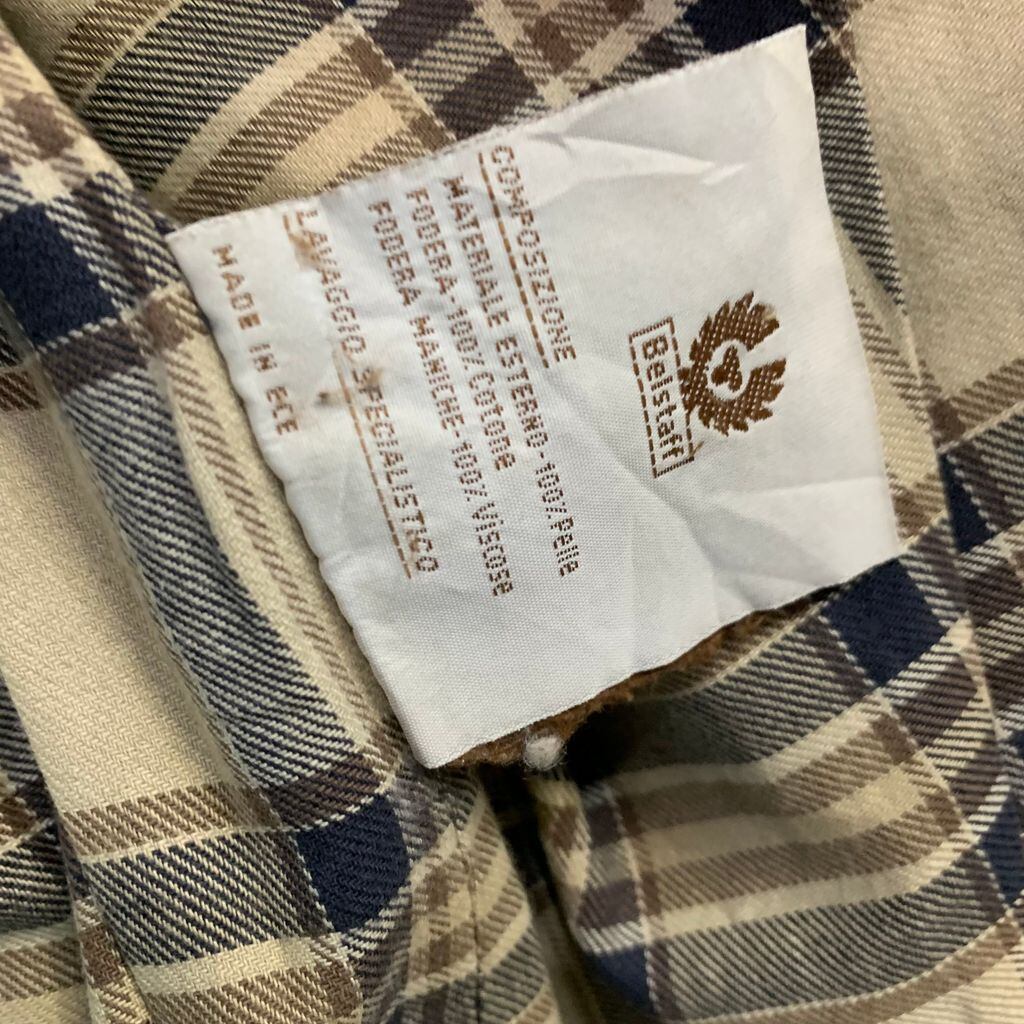 Belstaff
COMPOSIZIONE
MATERIALE ESTERNO-100%Pelle
FODERA-100%Cotone
FODERA MANICHE-100%Viscose
LAVAGGIO SPECIALISTICO
MADE IN ECE